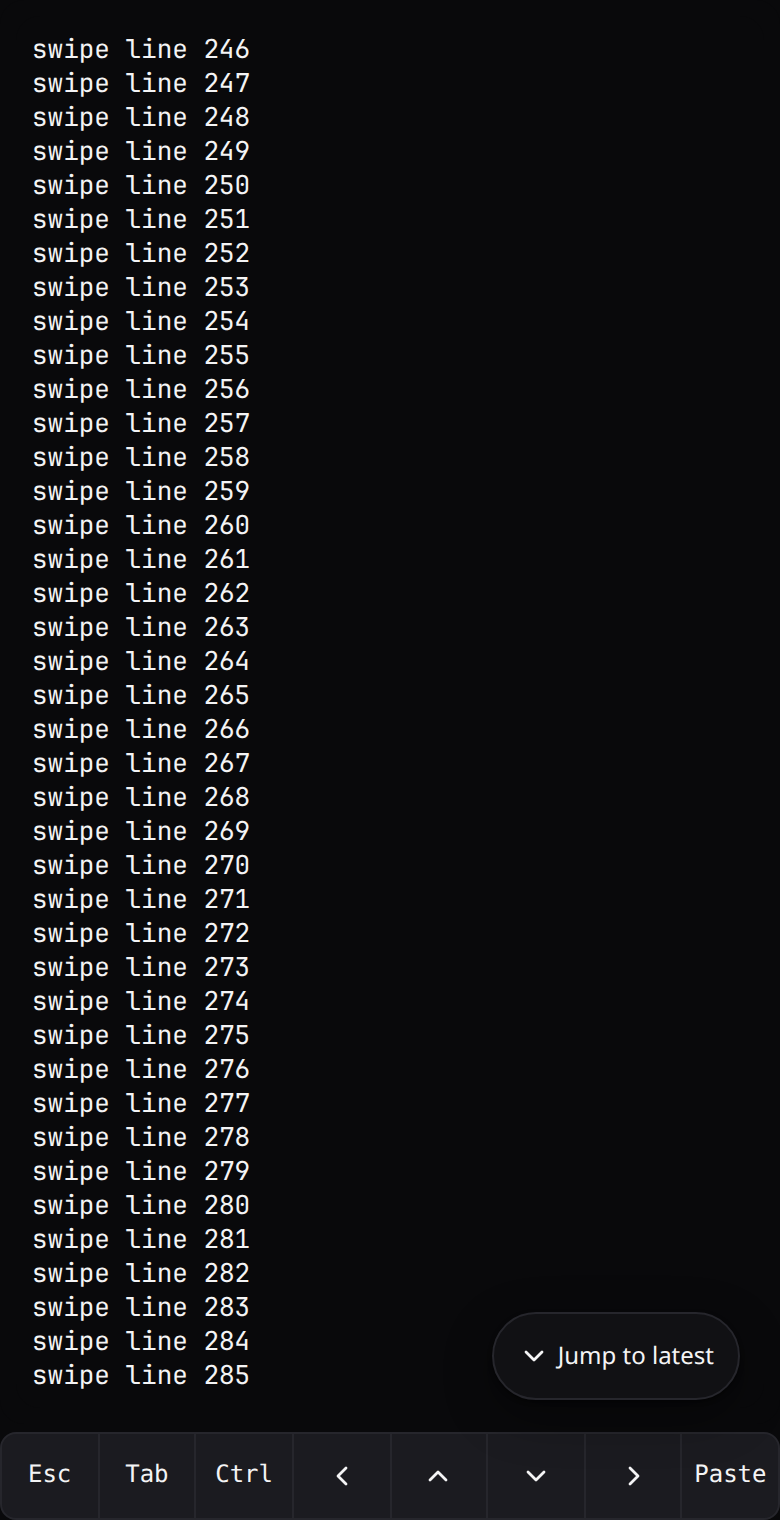 swipe line 246
swipe line 247
swipe line 248
swipe line 249
swipe line 250
swipe line 251
swipe line 252
swipe line 253
swipe line 254
swipe line 255
swipe line 256
swipe line 257
swipe line 258
swipe line 259
swipe line 260
swipe line 261
swipe line 262
swipe line 263
swipe line 264
swipe line 265
swipe line 266
swipe line 267
swipe line 268
swipe line 269
swipe line 270
swipe line 271
swipe line 272
swipe line 273
swipe line 274
swipe line 275
swipe line 276
swipe line 277
swipe line 278
swipe line 279
swipe line 280
swipe line 281
swipe line 282
swipe line 283
swipe line 284
swipe line 285
Jump to latest
Esc Tab Ctrl Paste